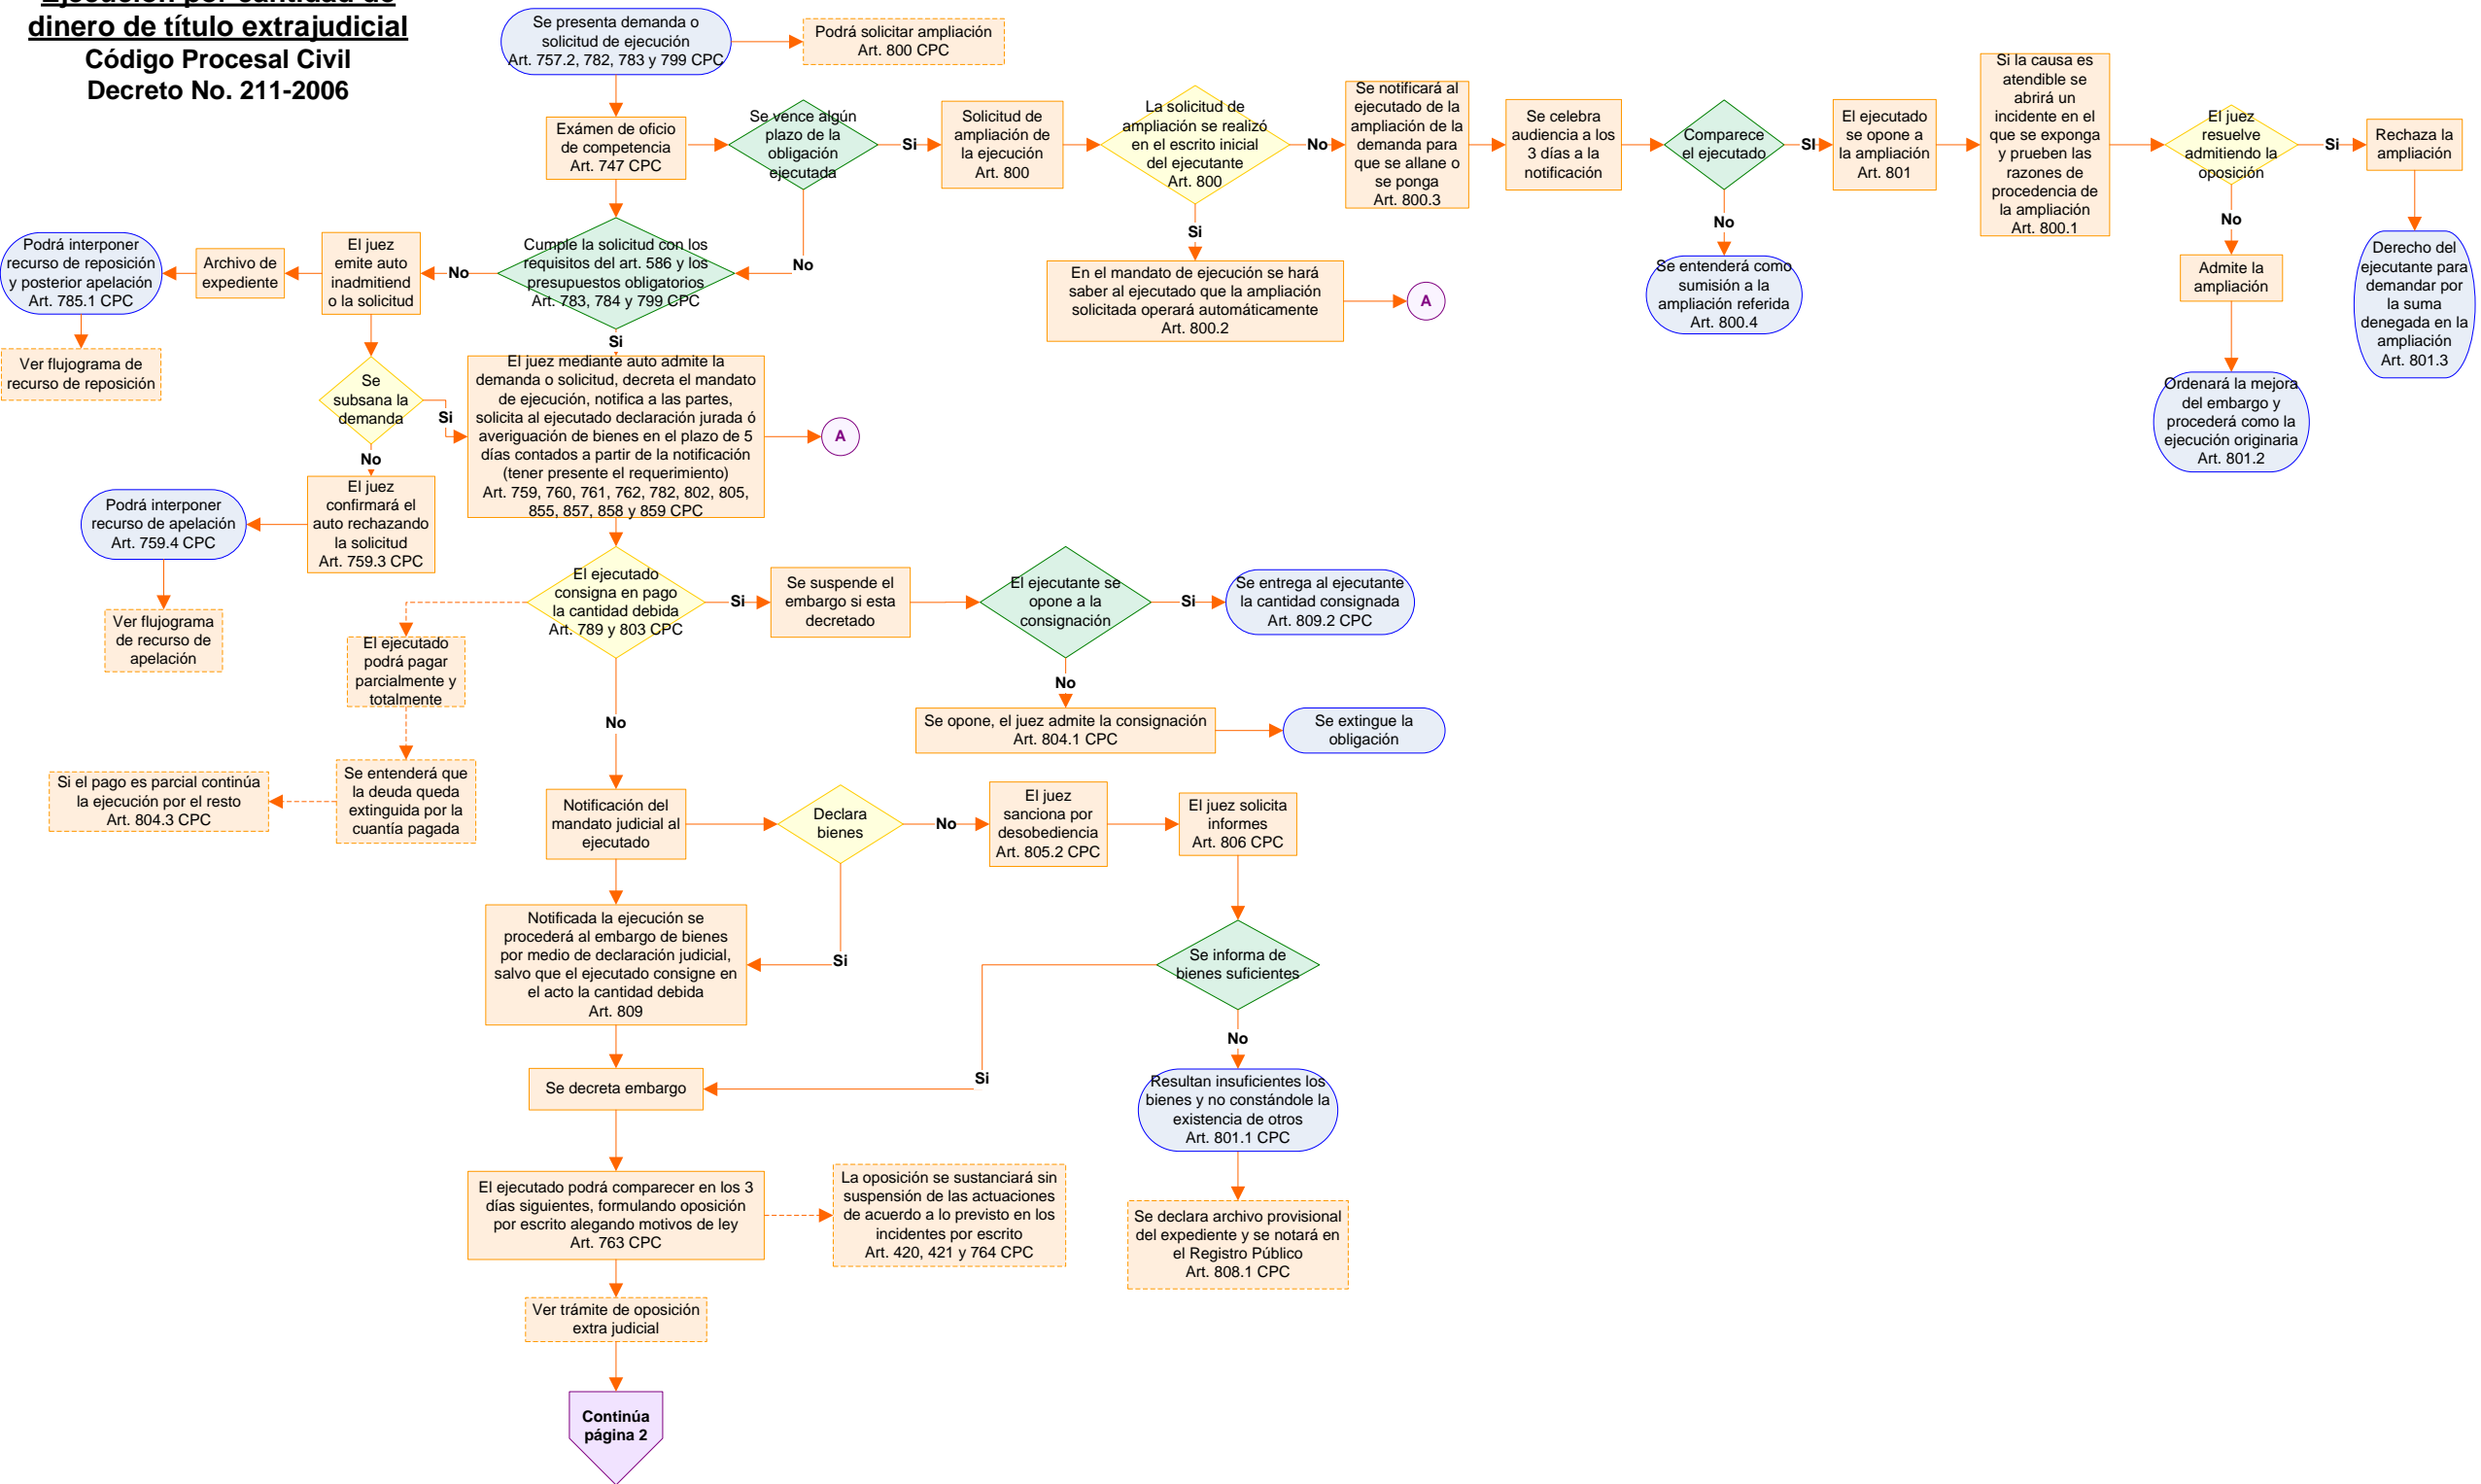 Ejecución por cantidad de
dinero de título extrajudicial
Código Procesal Civil
Decreto No. 211-2006
Se presenta demanda o
solicitud de ejecución
Art. 757.2, 782, 783 y 799 CPC
Podrá solicitar ampliación
Art. 800 CPC
Exámen de oficio
de competencia
Art. 747 CPC
Se vence algún
plazo de la
obligación
ejecutada
Si
Solicitud de
ampliación de
la ejecución
Art. 800
La solicitud de
ampliación se realizó
en el escrito inicial
del ejecutante
Art. 800
No
Se notificará al
ejecutado de la
ampliación de la
demanda para
que se allane o
se ponga
Art. 800.3
Se celebra
audiencia a los
3 días a la
notificación
Comparece
el ejecutado
SI
El ejecutado
se opone a
la ampliación
Art. 801
Si la causa es
atendible se
abrirá un
incidente en el
que se exponga
y prueben las
razones de
procedencia de
la ampliación
Art. 800.1
El juez
resuelve
admitiendo la
oposición
Si
Rechaza la
ampliación
No
Si
No
No
Derecho del
ejecutante para
demandar por
la suma
denegada en la
ampliación
Art. 801.3
Podrá interponer
recurso de reposición
y posterior apelación
Art. 785.1 CPC
Archivo de
expediente
El juez
emite auto
inadmitiend
o la solicitud
No
Cumple la solicitud con los
requisitos del art. 586 y los
presupuestos obligatorios
Art. 783, 784 y 799 CPC
En el mandato de ejecución se hará
saber al ejecutado que la ampliación
solicitada operará automáticamente
Art. 800.2
A
Se entenderá como
sumisión a la
ampliación referida
Art. 800.4
Admite la
ampliación
Ordenará la mejora
del embargo y
procederá como la
ejecución originaria
Art. 801.2
Ver flujograma de
recurso de reposición
Se
subsana la
demanda
Si
Si
El juez mediante auto admite la
demanda o solicitud, decreta el mandato
de ejecución, notifica a las partes,
solicita al ejecutado declaración jurada ó
averiguación de bienes en el plazo de 5
días contados a partir de la notificación
(tener presente el requerimiento)
Art. 759, 760, 761, 762, 782, 802, 805,
855, 857, 858 y 859 CPC
A
No
El juez
confirmará el
auto rechazando
la solicitud
Art. 759.3 CPC
Podrá interponer
recurso de apelación
Art. 759.4 CPC
Ver flujograma
de recurso de
apelación
El ejecutado
consigna en pago
la cantidad debida
Art. 789 y 803 CPC
Si
Se suspende el
embargo si esta
decretado
El ejecutante se
opone a la
consignación
Si
Se entrega al ejecutante
la cantidad consignada
Art. 809.2 CPC
El ejecutado
podrá pagar
parcialmente y
totalmente
No
No
Se opone, el juez admite la consignación
Art. 804.1 CPC
Se extingue la
obligación
Si el pago es parcial continúa
la ejecución por el resto
Art. 804.3 CPC
Se entenderá que
la deuda queda
extinguida por la
cuantía pagada
Notificación del
mandato judicial al
ejecutado
Declara
bienes
No
El juez
sanciona por
desobediencia
Art. 805.2 CPC
El juez solicita
informes
Art. 806 CPC
Notificada la ejecución se
procederá al embargo de bienes
por medio de declaración judicial,
salvo que el ejecutado consigne en
el acto la cantidad debida
Art. 809
Si
Se informa de
bienes suficientes
No
Se decreta embargo
Si
Resultan insuficientes los
bienes y no constándole la
existencia de otros
Art. 801.1 CPC
El ejecutado podrá comparecer en los 3
días siguientes, formulando oposición
por escrito alegando motivos de ley
Art. 763 CPC
La oposición se sustanciará sin
suspensión de las actuaciones
de acuerdo a lo previsto en los
incidentes por escrito
Art. 420, 421 y 764 CPC
Se declara archivo provisional
del expediente y se notará en
el Registro Público
Art. 808.1 CPC
Ver trámite de oposición
extra judicial
Continúa
página 2